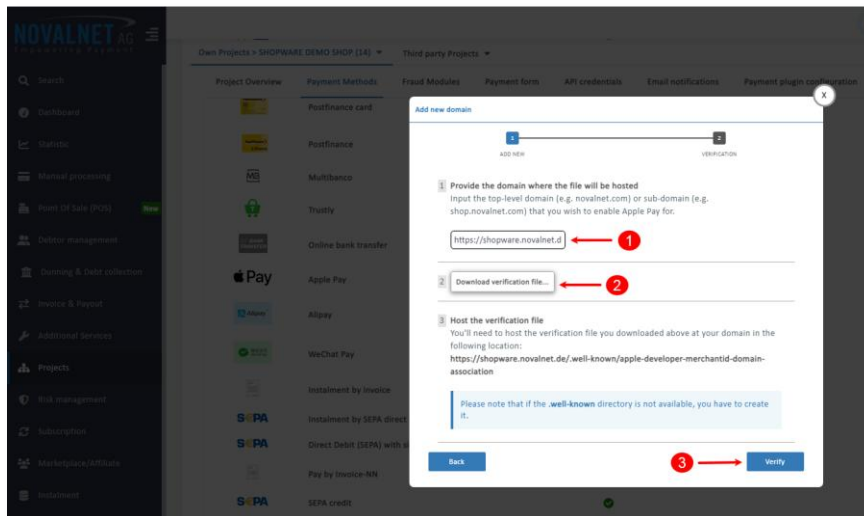 NOVALNET AG
Empowering Payment
Search
Dashboard
Statistic
Manual processing
Point Of Sale (POS) New
Debtor management
Dunning & Debt collection
Invoice & Payout
Additional Services
Projects
Risk management
Subscription
Marketplace/Affiliate
Instalment
Own Projects > SHOPWARE DEMO SHOP (14)
Third party Projects
Project Overview
Payment Methods
Fraud Modules
Payment form
API credentials
Email notifications
Payment plugin configuration
Postfinance card
Postfinance
MB
Multibanco
Trustly
Online bank transfer
Pay
Apple Pay
Alipay
WeChat Pay
Instalment by Invoice
SEPA
Instalment by SEPA direct
SEPA
Direct Debit (SEPA) with
Pay by Invoice-NN
SEPA
SEPA credit
X
Add new domain
1
2
ADD NEW
VERIFICATION
1 Provide the domain where the file will be hosted
Input the top-level domain (e.g. novalnet.com) or sub-domain (e.g.
shop.novalnet.com) that you wish to enable Apple Pay for.
https://shopware.novalnet.d
1
2 Download verification file...
2
3 Host the verification file
You'll need to host the verification file you downloaded above at your domain in the
following location:
https://shopware.novalnet.de/.well-known/apple-developer-merchantid-domain-
association
Please note that if the .well-known directory is not available, you have to create
it.
Back
3
Verify